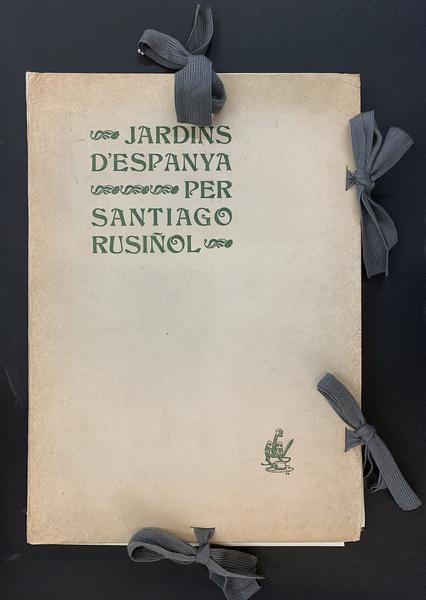 JARDINS
D'ESPANYA
PER
SANTIAGO
RUSIÑOL